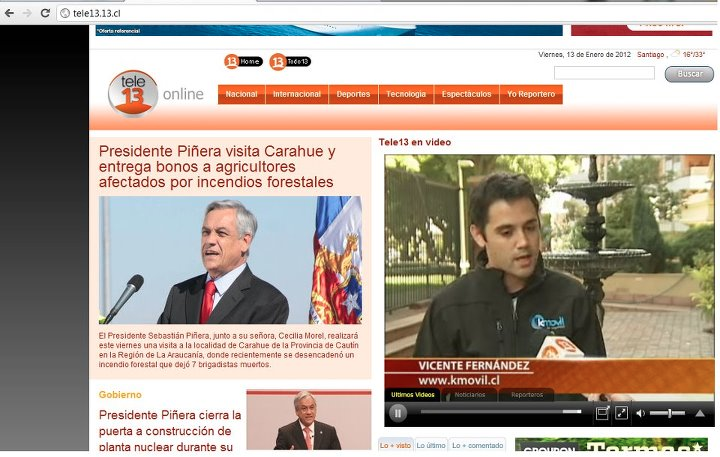 tele13.13.cl
*Oferta referencial
13 Home
13 Todo13
Viernes, 13 de Enero de 2012 Santiago , 16°/33°
Buscar
tele
13
online
Nacional Internacional Deportes Tecnología Espectáculos Yo Reportero
Presidente Piñera visita Carahue y
entrega bonos a agricultores
afectados por incendios forestales
El Presidente Sebastián Piñera, junto a su señora, Cecilia Morel, realizará
este viernes una visita a la localidad de Carahue de la Provincia de Cautín
en la Región de La Araucanía, donde recientemente se desencadenó un
incendio forestal que dejó 7 brigadistas muertos.
Gobierno
Presidente Piñera cierra la
puerta a construcción de
planta nuclear durante su
Tele13 en video
kmovil
13
VICENTE FERNÁNDEZ
www.kmovil.cl
Ultimos Videos Noticiarios Reporteros
Lo + visto Lo último Lo + comentado
GROUPON Termas